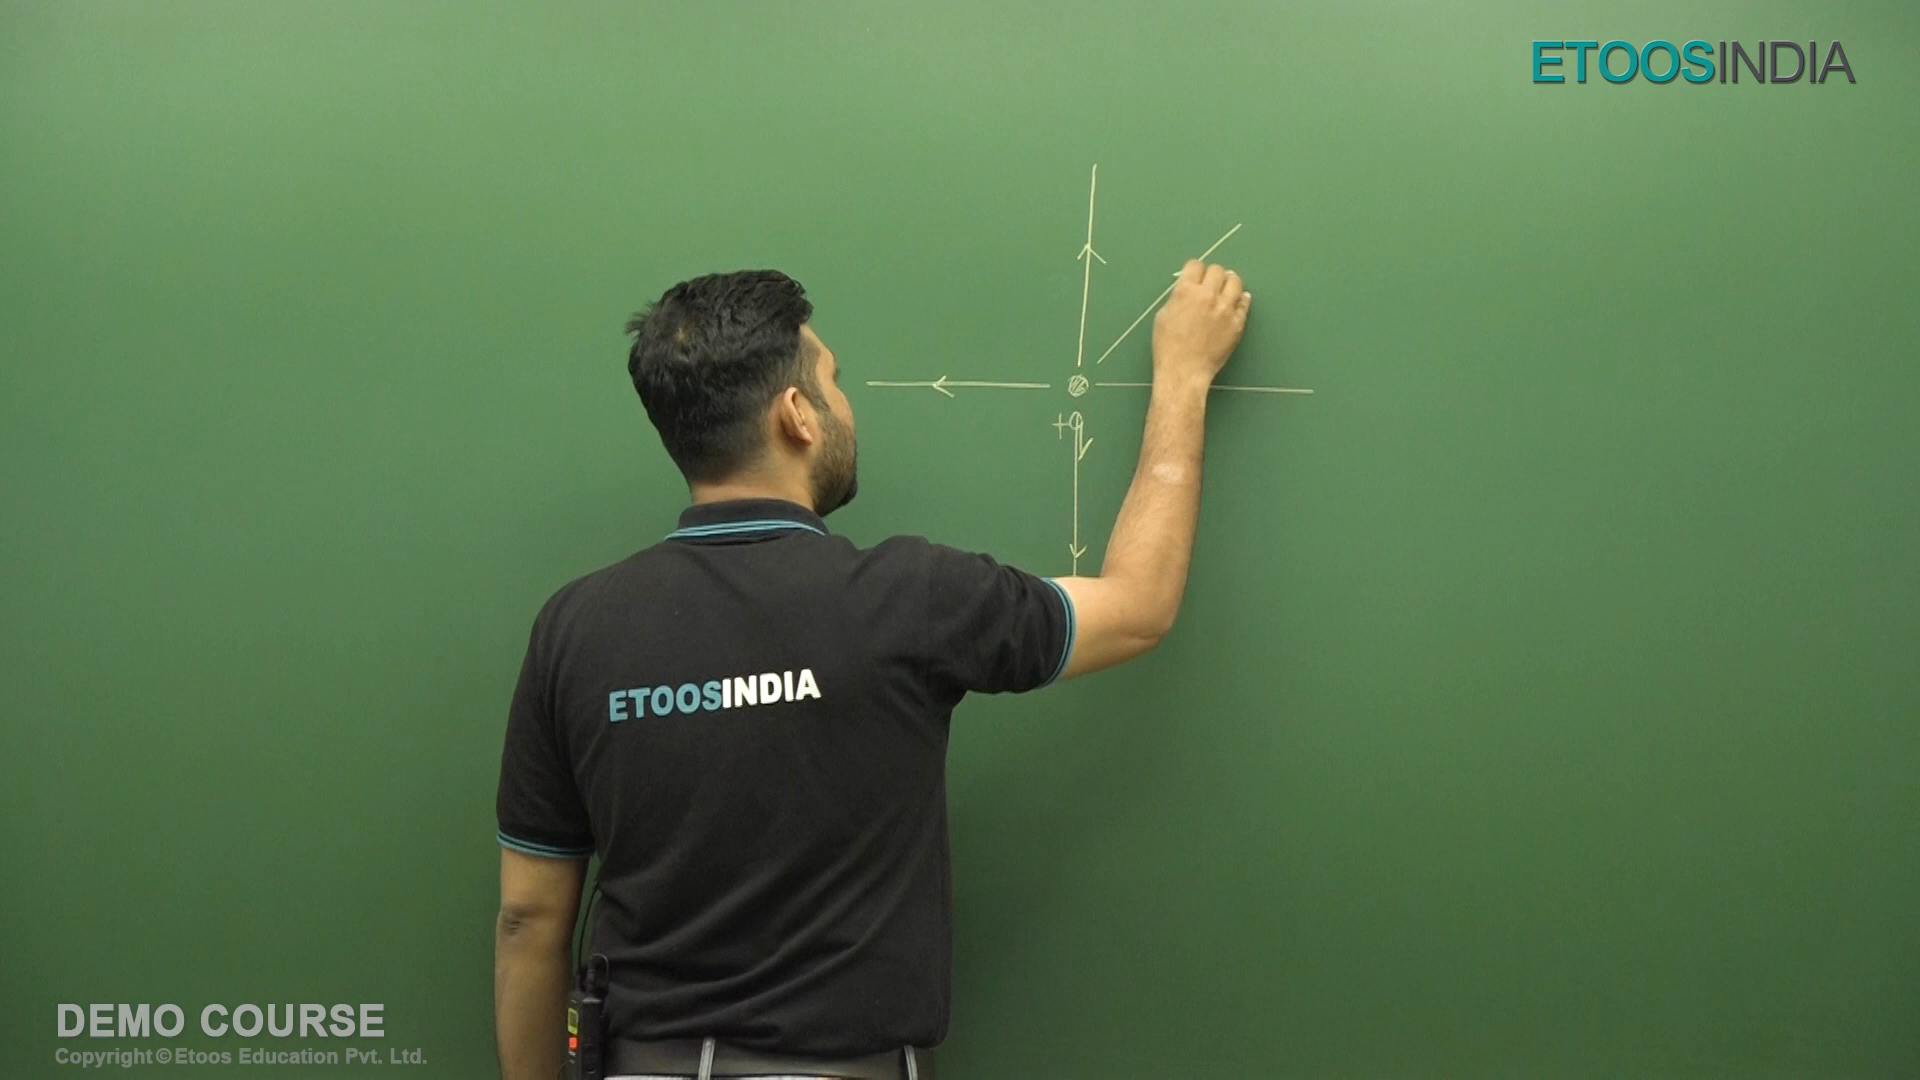 ETOOSINDIA
+q
ETOOSINDIA
DEMO COURSE
Copyright © Etoos Education Pvt. Ltd.